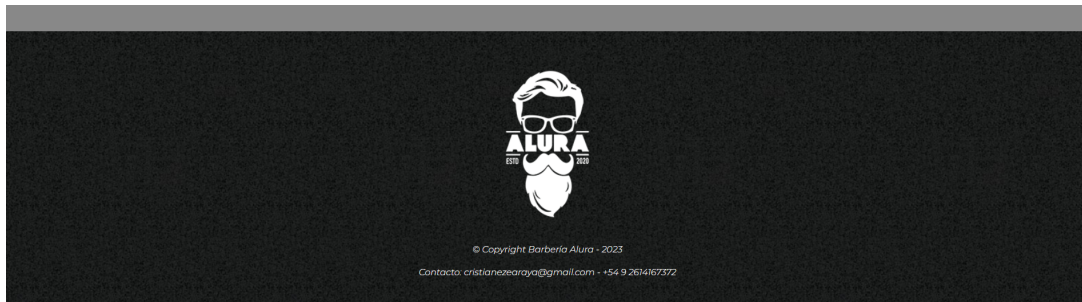 ALURA
ESTD 2020
© Copyright Barbería Alura - 2023
Contacto: cristianezearaya@gmail.com - +54 9 2614167372